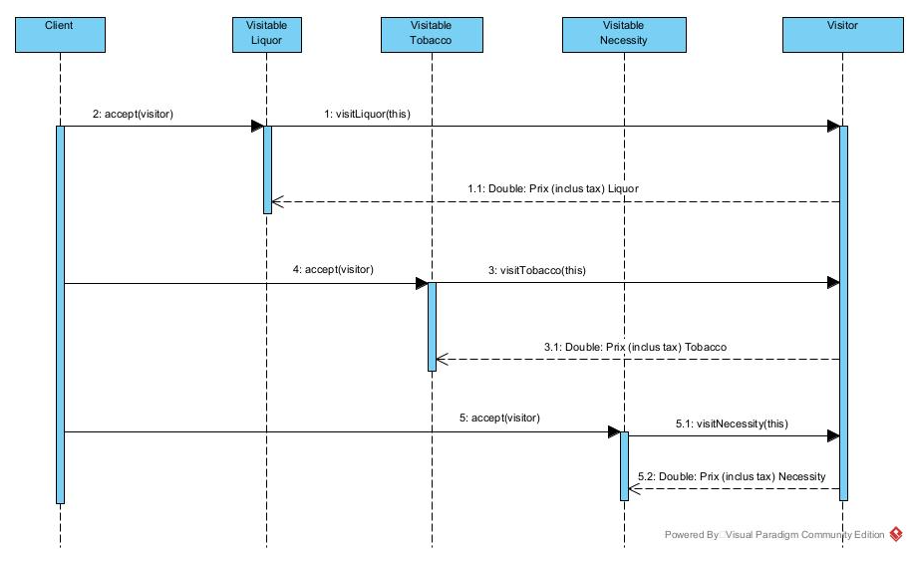 Client
Visitable
Liquor
Visitable
Tobacco
Visitable
Necessity
Visitor
2: accept(visitor)
1: visitLiquor(this)
1.1: Double: Prix (inclus tax) Liquor
4: accept(visitor)
3: visitTobacco(this)
3.1: Double: Prix (inclus tax) Tobacco
5: accept(visitor)
5.1: visitNecessity(this)
5.2: Double: Prix (inclus tax) Necessity
Powered By Visual Paradigm Community Edition